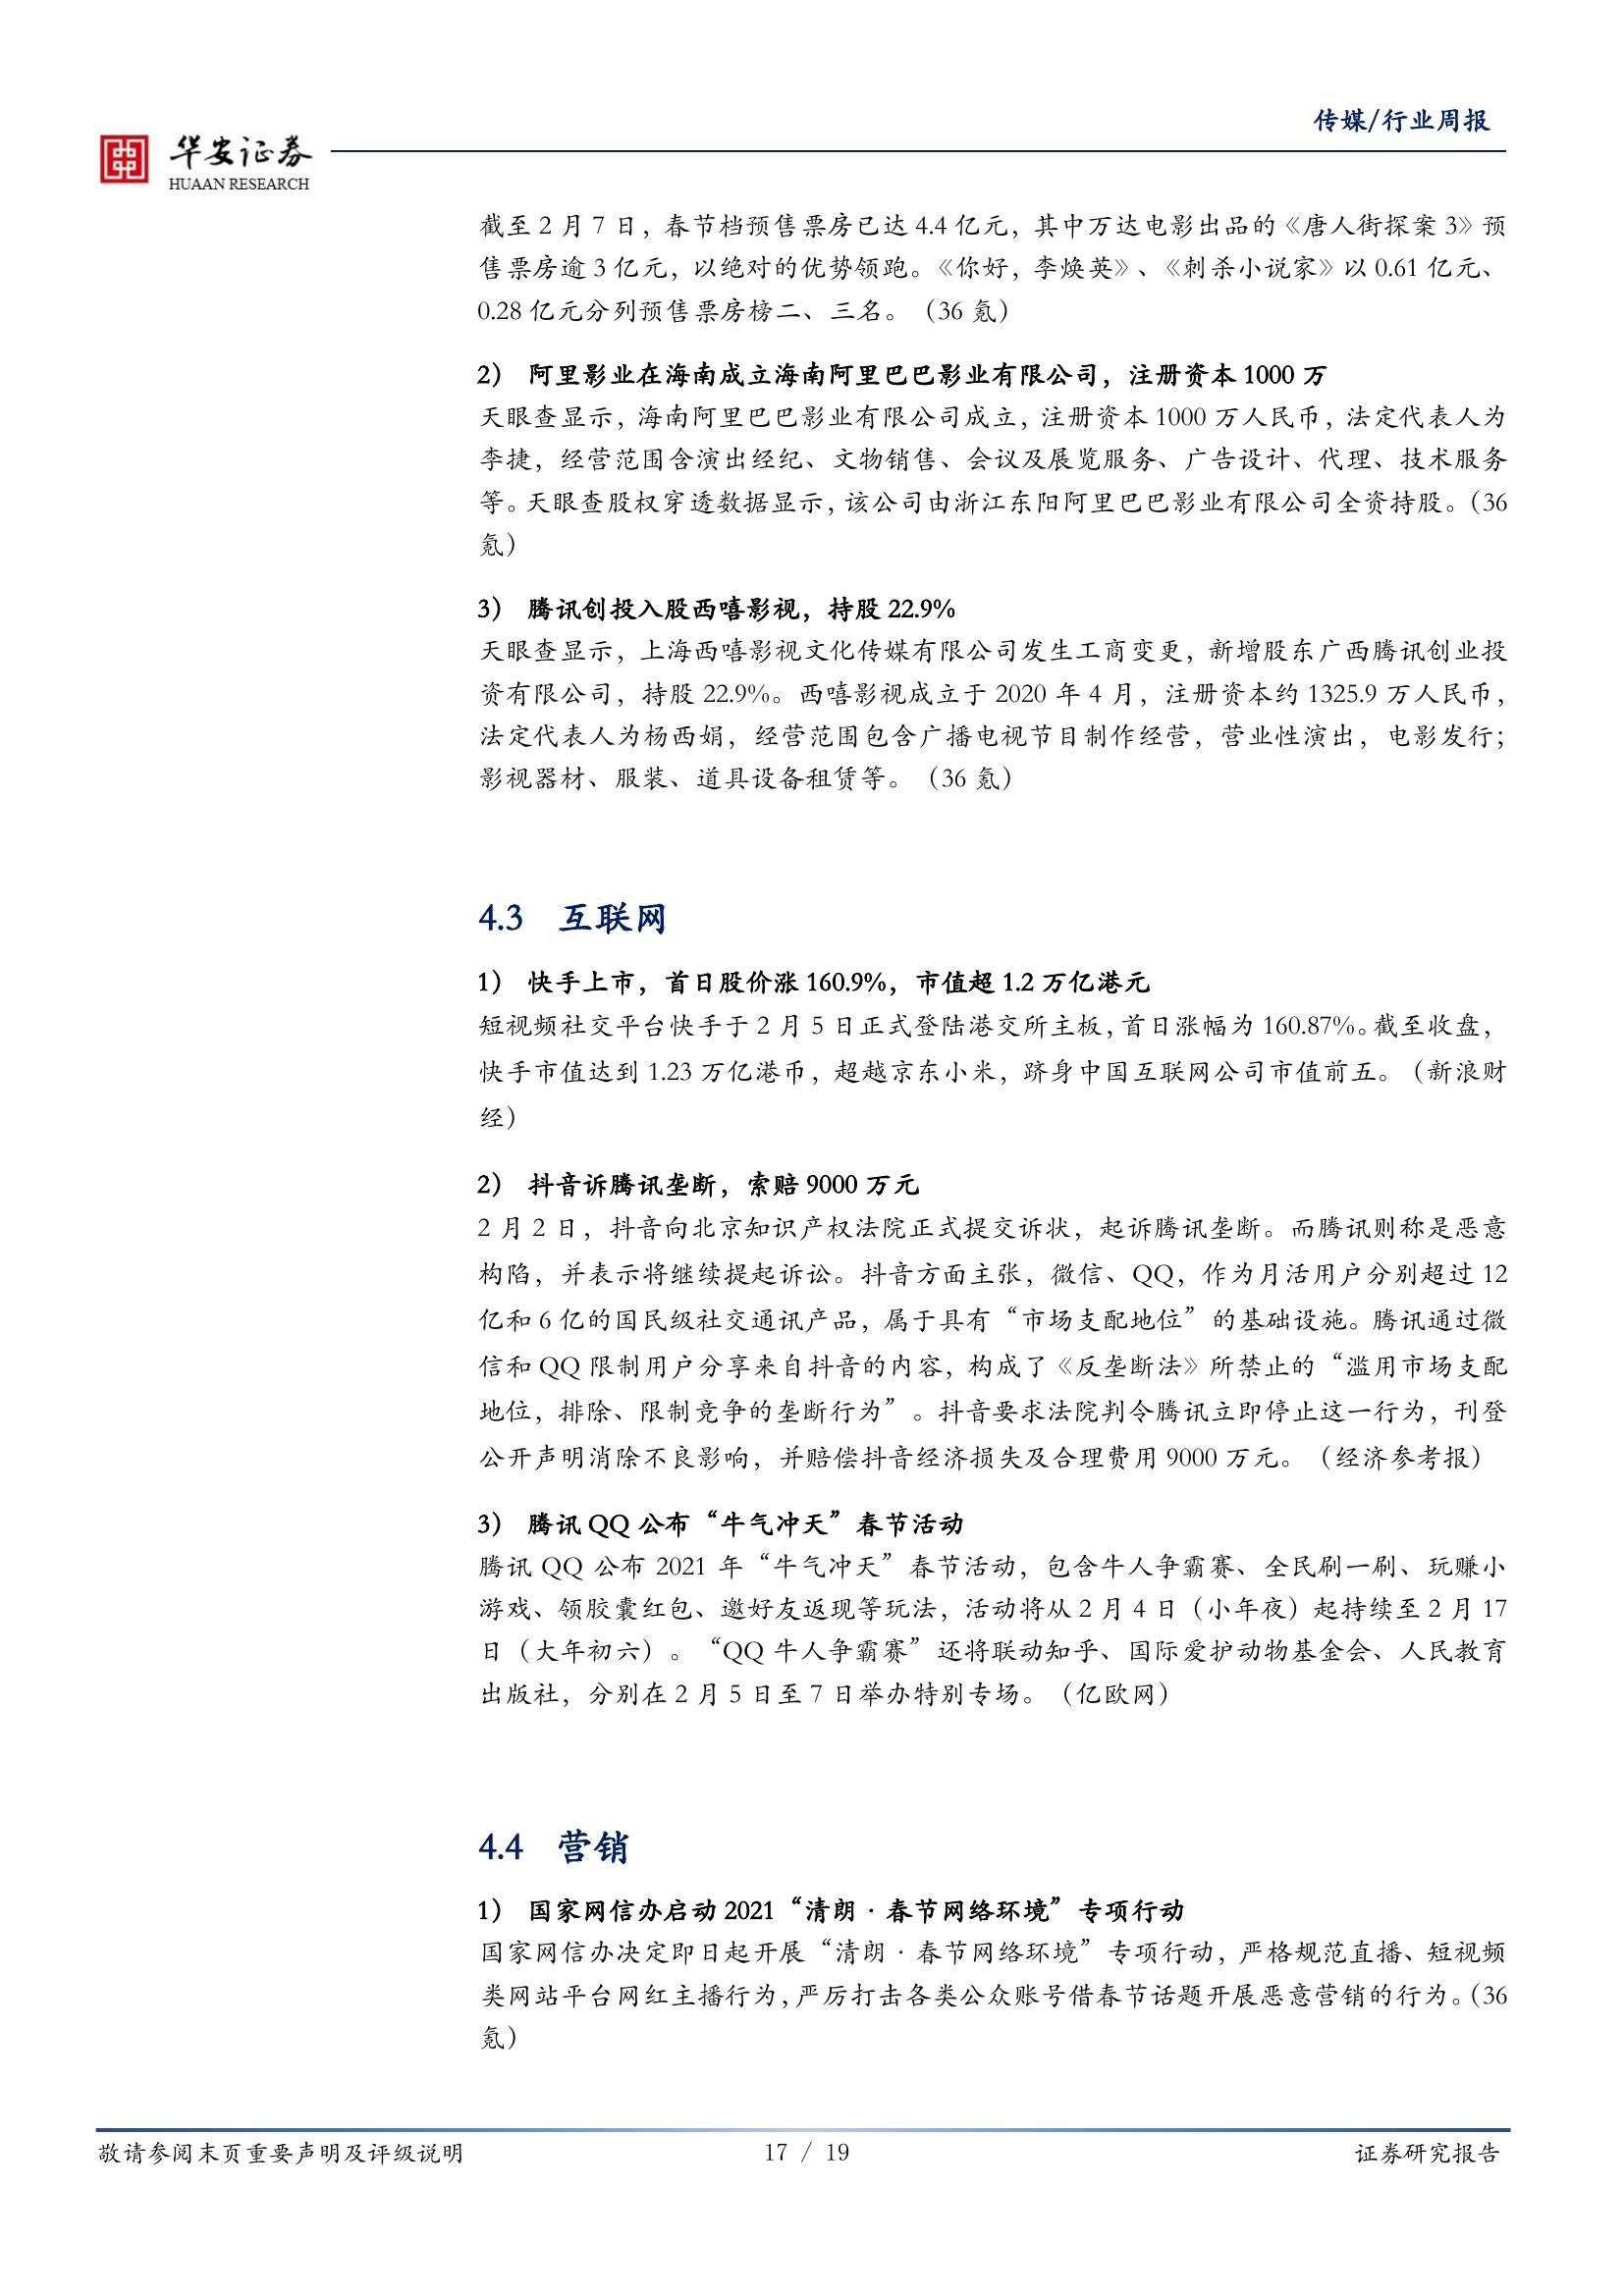 传媒/行业周报
华安证券
HUAAN RESEARCH
截至 2 月 7 日，春节档预售票房已达 4.4 亿元，其中万达电影出品的《唐人街探案 3》预
售票房逾 3 亿元，以绝对的优势领跑。《你好，李焕英》、《刺杀小说家》以 0.61 亿元、
0.28 亿元分列预售票房榜二、三名。（36 氪）
2） 阿里影业在海南成立海南阿里巴巴影业有限公司，注册资本 1000 万
天眼查显示，海南阿里巴巴影业有限公司成立，注册资本 1000 万人民币，法定代表人为
李捷，经营范围含演出经纪、文物销售、会议及展览服务、广告设计、代理、技术服务
等。天眼查股权穿透数据显示，该公司由浙江东阳阿里巴巴影业有限公司全资持股。（36
氪）
3） 腾讯创投入股西嘻影视，持股 22.9%
天眼查显示，上海西嘻影视文化传媒有限公司发生工商变更，新增股东广西腾讯创业投
资有限公司，持股 22.9%。西嘻影视成立于 2020 年 4 月，注册资本约 1325.9 万人民币，
法定代表人为杨西娟，经营范围包含广播电视节目制作经营，营业性演出，电影发行；
影视器材、服装、道具设备租赁等。（36 氪）
4.3 互联网
1） 快手上市，首日股价涨 160.9%，市值超 1.2 万亿港元
短视频社交平台快手于 2 月 5 日正式登陆港交所主板，首日涨幅为 160.87%。截至收盘，
快手市值达到 1.23 万亿港币，超越京东小米，跻身中国互联网公司市值前五。（新浪财
经）
2） 抖音诉腾讯垄断，索赔 9000 万元
2 月 2 日，抖音向北京知识产权法院正式提交诉状，起诉腾讯垄断。而腾讯则称是恶意
构陷，并表示将继续提起诉讼。抖音方面主张，微信、QQ，作为月活用户分别超过 12
亿和 6 亿的国民级社交通讯产品，属于具有“市场支配地位”的基础设施。腾讯通过微
信和 QQ 限制用户分享来自抖音的内容，构成了《反垄断法》所禁止的“滥用市场支配
地位，排除、限制竞争的垄断行为”。抖音要求法院判令腾讯立即停止这一行为，刊登
公开声明消除不良影响，并赔偿抖音经济损失及合理费用 9000 万元。（经济参考报）
3） 腾讯 QQ 公布“牛气冲天”春节活动
腾讯 QQ 公布 2021 年“牛气冲天”春节活动，包含牛人争霸赛、全民刷一刷、玩赚小
游戏、领胶囊红包、邀好友返现等玩法，活动将从 2 月 4 日（小年夜）起持续至 2 月 17
日（大年初六）。“QQ 牛人争霸赛”还将联动知乎、国际爱护动物基金会、人民教育
出版社，分别在 2 月 5 日至 7 日举办特别专场。（亿欧网）
4.4 营销
1） 国家网信办启动 2021“清朗·春节网络环境”专项行动
国家网信办决定即日起开展“清朗·春节网络环境”专项行动，严格规范直播、短视频
类网站平台网红主播行为，严厉打击各类公众账号借春节话题开展恶意营销的行为。（36
氪）
敬请参阅末页重要声明及评级说明
17 / 19
证券研究报告